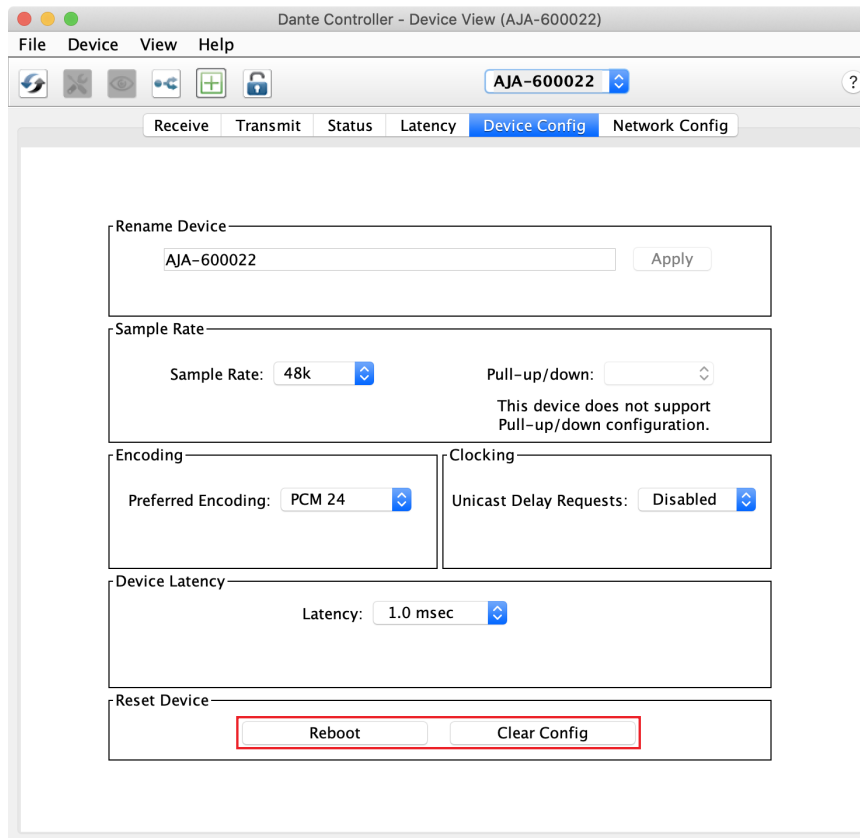 Dante Controller - Device View (AJA-600022)
File Device View Help
AJA-600022
?
Receive Transmit Status Latency Device Config Network Config
Rename Device
AJA-600022 Apply
Sample Rate
Sample Rate: 48k Pull-up/down:
This device does not support
Pull-up/down configuration.
Encoding Clocking
Preferred Encoding: PCM 24 Unicast Delay Requests: Disabled
Device Latency
Latency: 1.0 msec
Reset Device
Reboot Clear Config